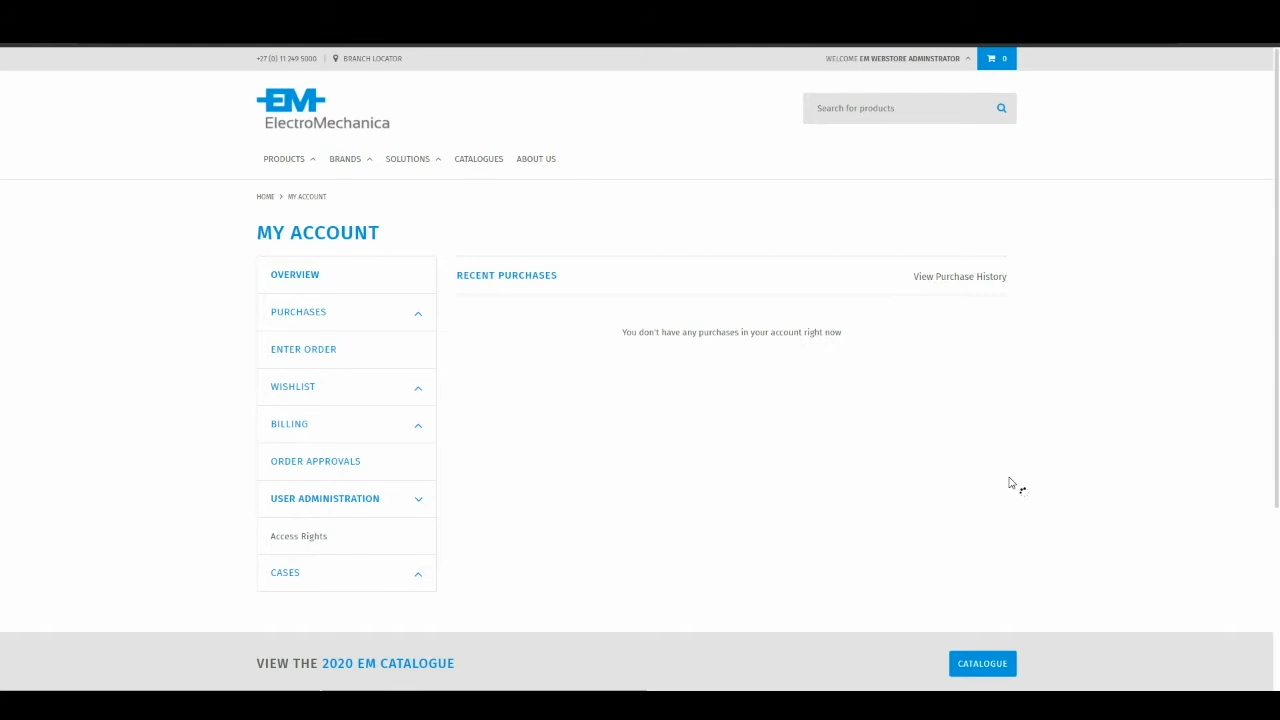 +27 (0) 11 249 5000 | BRANCH LOCATOR WELCOME EM WEBSTORE ADMINSTRATOR 0
EM
ElectroMechanica
Search for products
PRODUCTS BRANDS SOLUTIONS CATALOGUES ABOUT US
HOME > MY ACCOUNT
MY ACCOUNT
OVERVIEW
PURCHASES
ENTER ORDER
WISHLIST
BILLING
ORDER APPROVALS
USER ADMINISTRATION
Access Rights
CASES
RECENT PURCHASES View Purchase History
You don't have any purchases in your account right now
VIEW THE 2020 EM CATALOGUE CATALOGUE